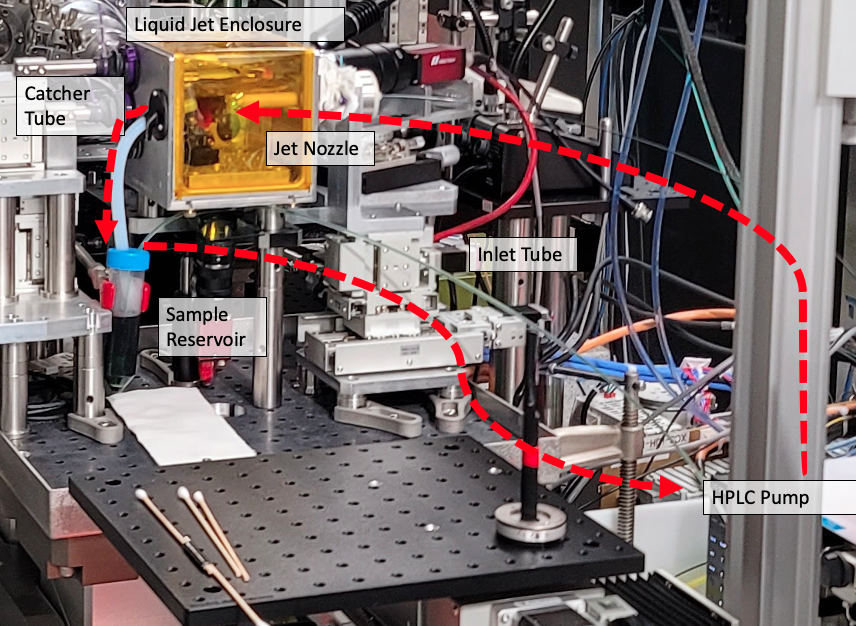 Liquid Jet Enclosure
Catcher
Tube
Jet Nozzle
Inlet Tube
Sample
Reservoir
HPLC Pump